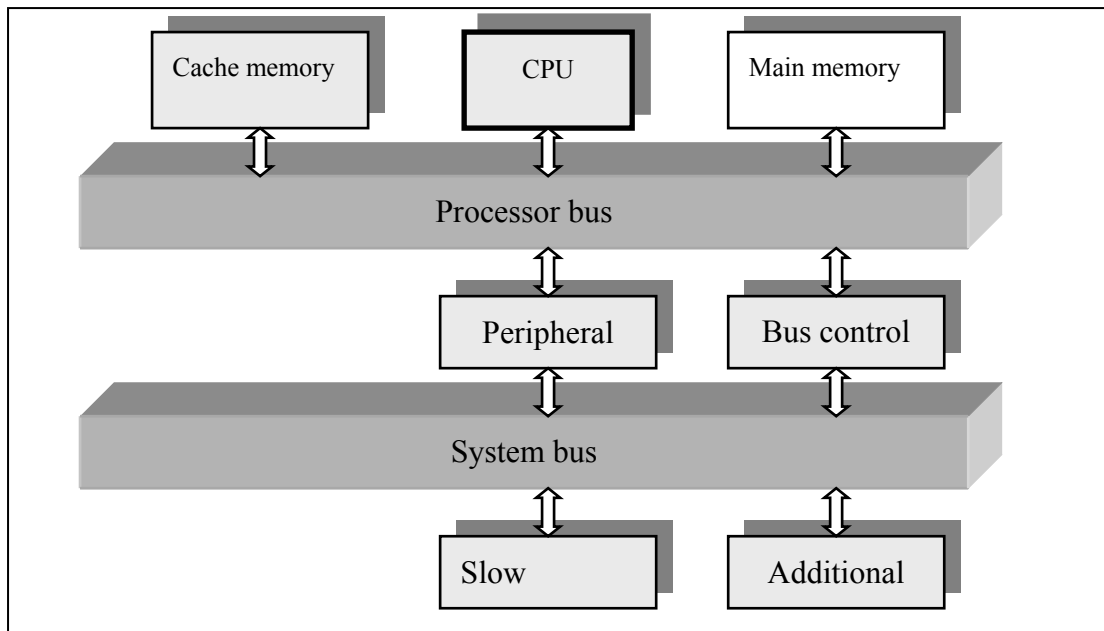 Cache memory
CPU
Main memory
Processor bus
Peripheral
Bus control
System bus
Slow
Additional